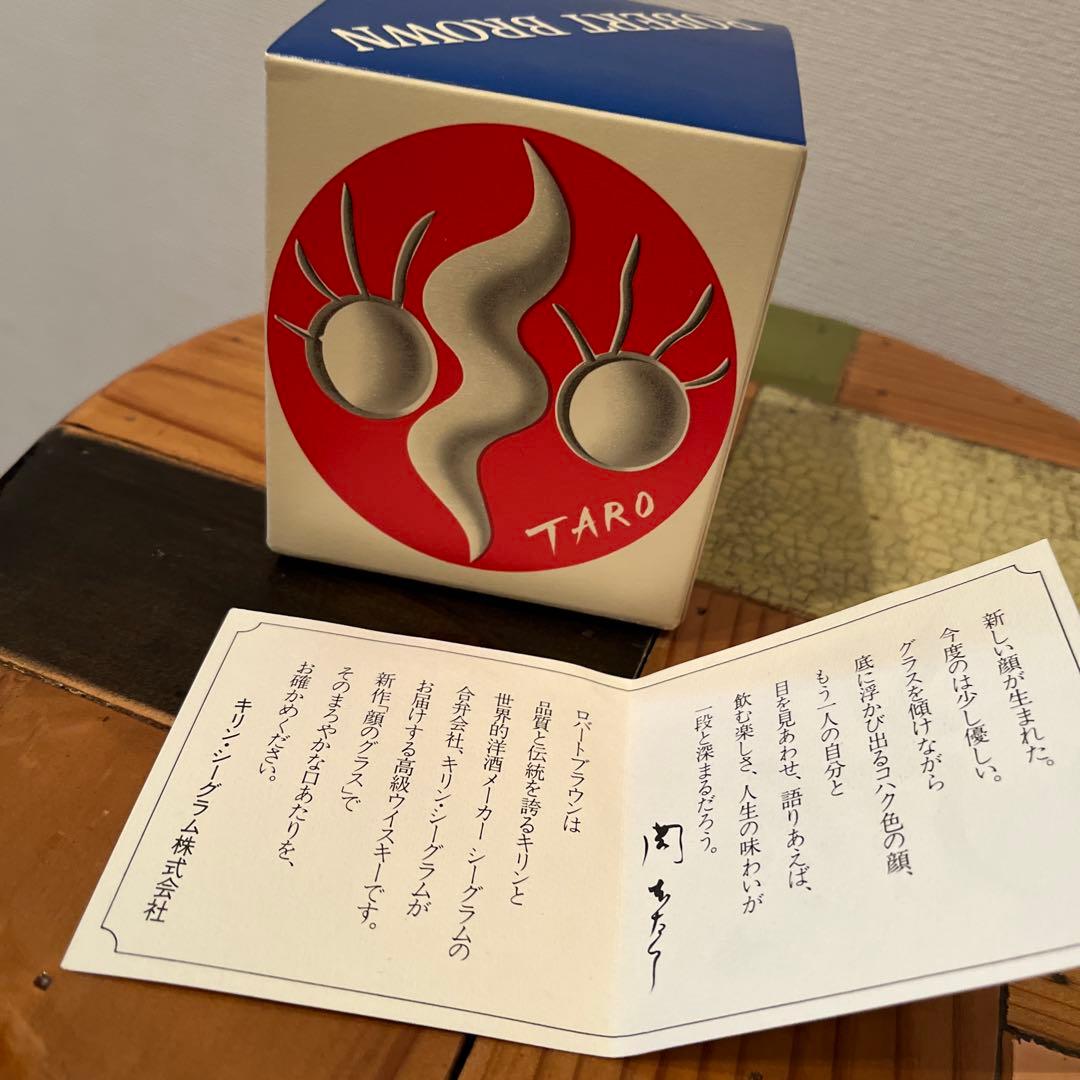 ROBERT BROWN
TARO
新しい顔が生まれた。
今度のは少し優しい。
グラスを傾けながら
底に浮かび出るコハク色の顔、
もう一人の自分と
目を見あわせ、語りあえば、
飲む楽しさ、人生の味わいが
一段と深まるだろう。
ロバートブラウンは
品質と伝統を誇るキリンと
世界的洋酒メーカー シーグラムの
合弁会社、キリン・シーグラムが
お届けする高級ウイスキーです。
新作「顔のグラス」で
そのまろやかな口あたりを、
お確かめください。
キリン・シーグラム株式会社